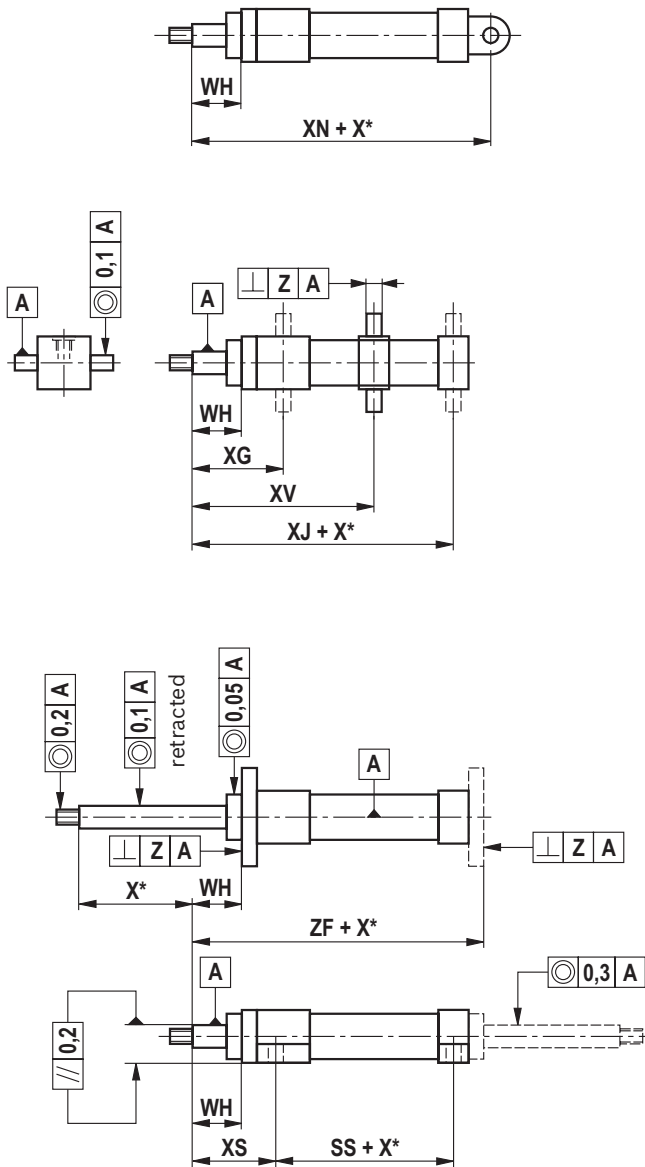 WH
XN + X*
A
0,1 A
⊥ Z A
A
WH
XG
XV
XJ + X*
◎ 0,2 A
◎ 0,1 A
retracted
◎ 0,05 A
A
⊥ Z A
⊥ Z A
X*
WH
ZF + X*
A
◎ 0,3 A
// 0,2
WH
XS
SS + X*